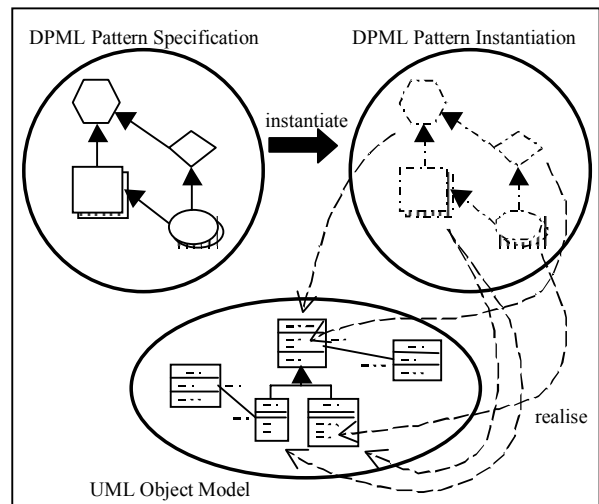 DPML Pattern Specification
DPML Pattern Instantiation
instantiate
realise
UML Object Model